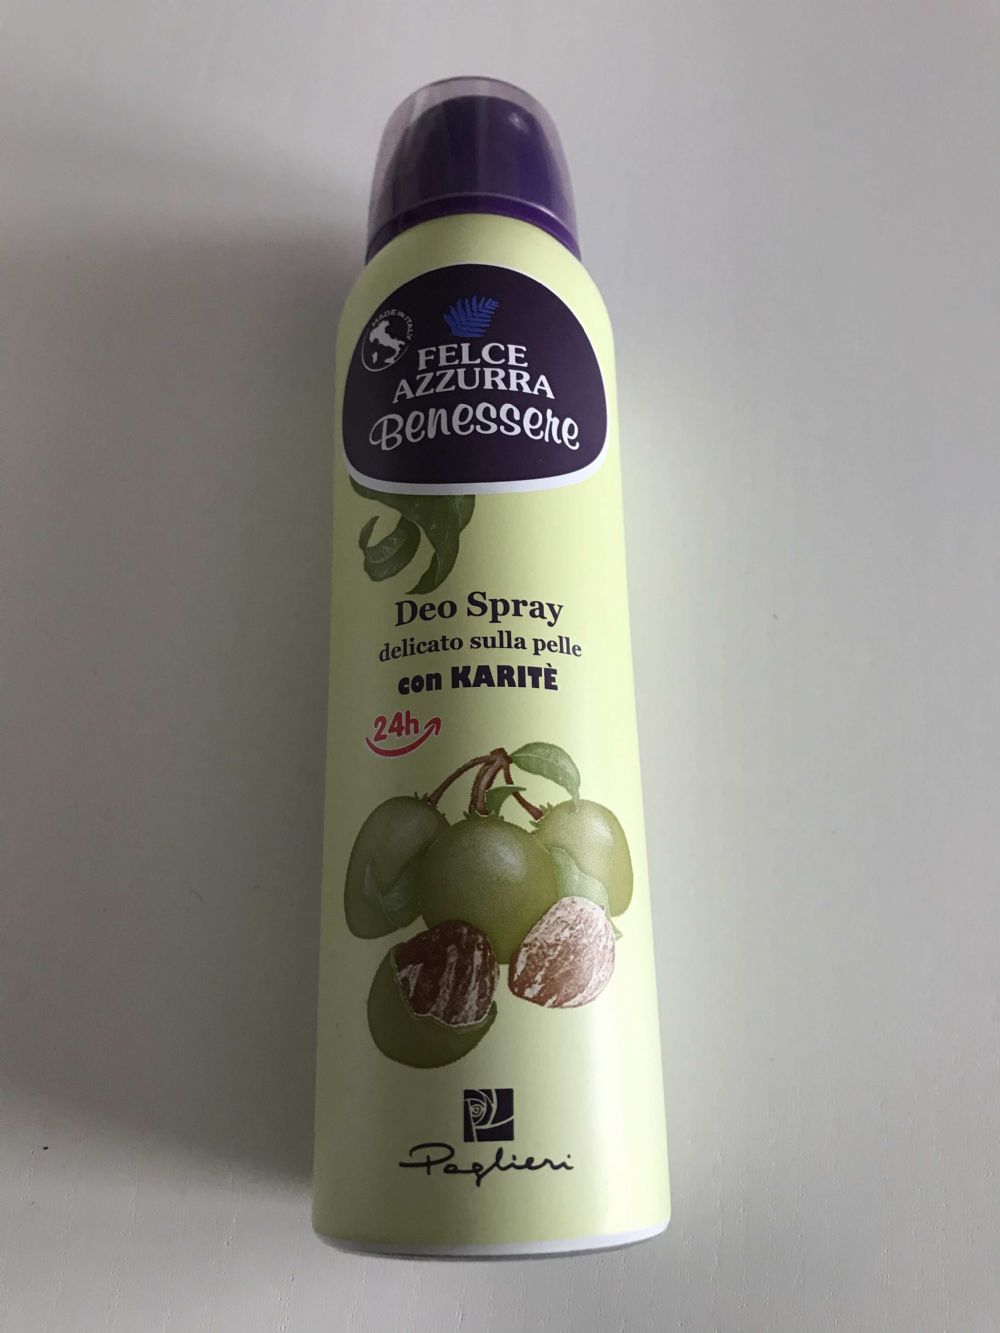 MADE IN ITALY
FELCE
AZZURRA
Benessere
Deo Spray
delicato sulla pelle
con KARITÈ
24h
Paglieri